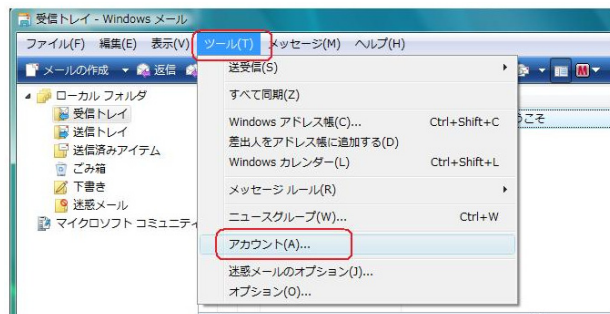 受信トレイ - Windows メール
ファイル(F) 編集(E) 表示(V) ツール(T) メッセージ(M) ヘルプ(H)
メールの作成 返信
送受信(S)
すべて同期(Z)
Windows アドレス帳(C)... Ctrl+Shift+C
差出人をアドレス帳に追加する(D)
Windows カレンダー(L) Ctrl+Shift+L
メッセージ ルール(R)
ニュースグループ(W)... Ctrl+W
アカウント(A)...
迷惑メールのオプション(J)...
オプション(O)...
ローカル フォルダ
受信トレイ
送信トレイ
送信済みアイテム
ごみ箱
下書き
迷惑メール
マイクロソフト コミュニティ
うこそ